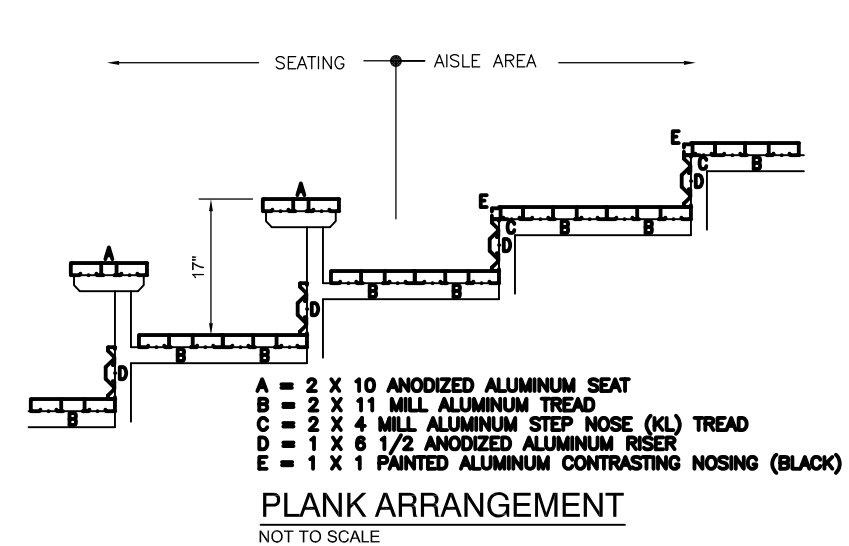 SEATING AISLE AREA
E
C B
A D
E
C B B
A D
17"
B B
D
B B
D
B
A = 2 X 10 ANODIZED ALUMINUM SEAT
B = 2 X 11 MILL ALUMINUM TREAD
C = 2 X 4 MILL ALUMINUM STEP NOSE (KL) TREAD
D = 1 X 6 1/2 ANODIZED ALUMINUM RISER
E = 1 X 1 PAINTED ALUMINUM CONTRASTING NOSING (BLACK)
PLANK ARRANGEMENT
NOT TO SCALE